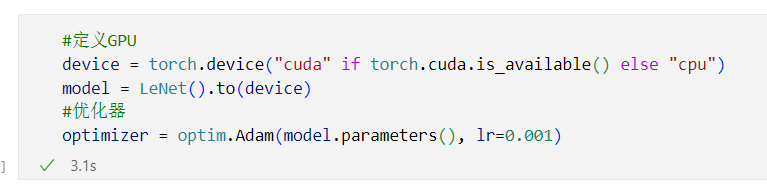 #定义GPU
device = torch.device("cuda" if torch.cuda.is_available() else "cpu")
model = LeNet().to(device)
#优化器
optimizer = optim.Adam(model.parameters(), lr=0.001)
] ✓ 3.1s